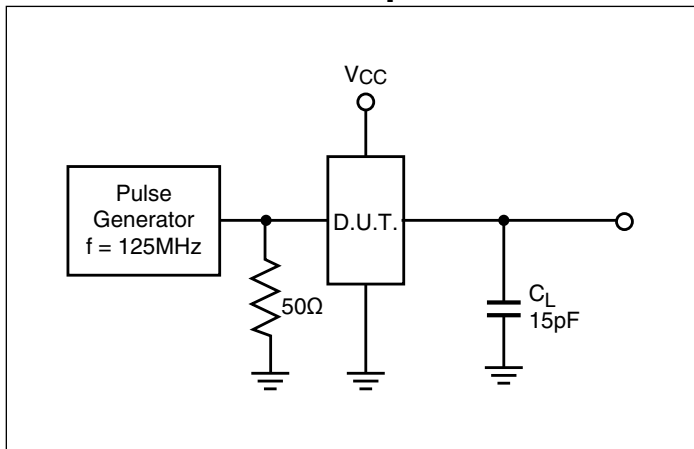 VCC
Pulse
Generator
f = 125MHz
D.U.T.
50Ω
CL
15pF